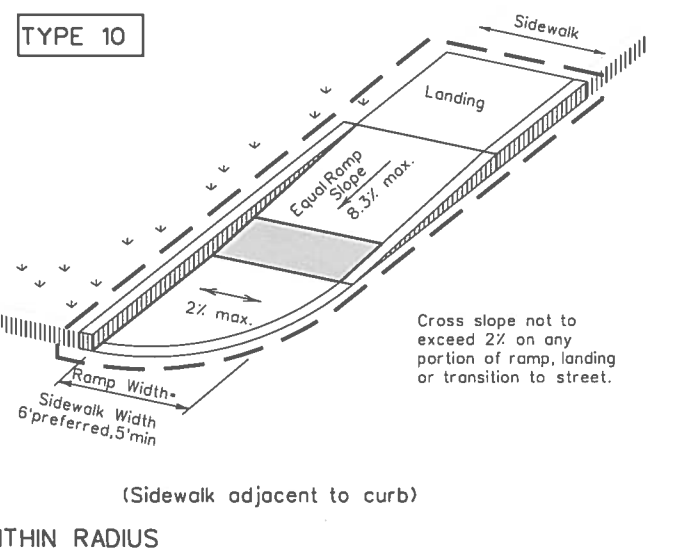 TYPE 10
Sidewalk
Landing
Equal Ramp
Slope
8.3% max.
2% max.
Cross slope not to
exceed 2% on any
portion of ramp, landing
or transition to street.
Ramp Width-
Sidewalk Width
6'preferred,5'min
(Sidewalk adjacent to curb)
ITHIN RADIUS